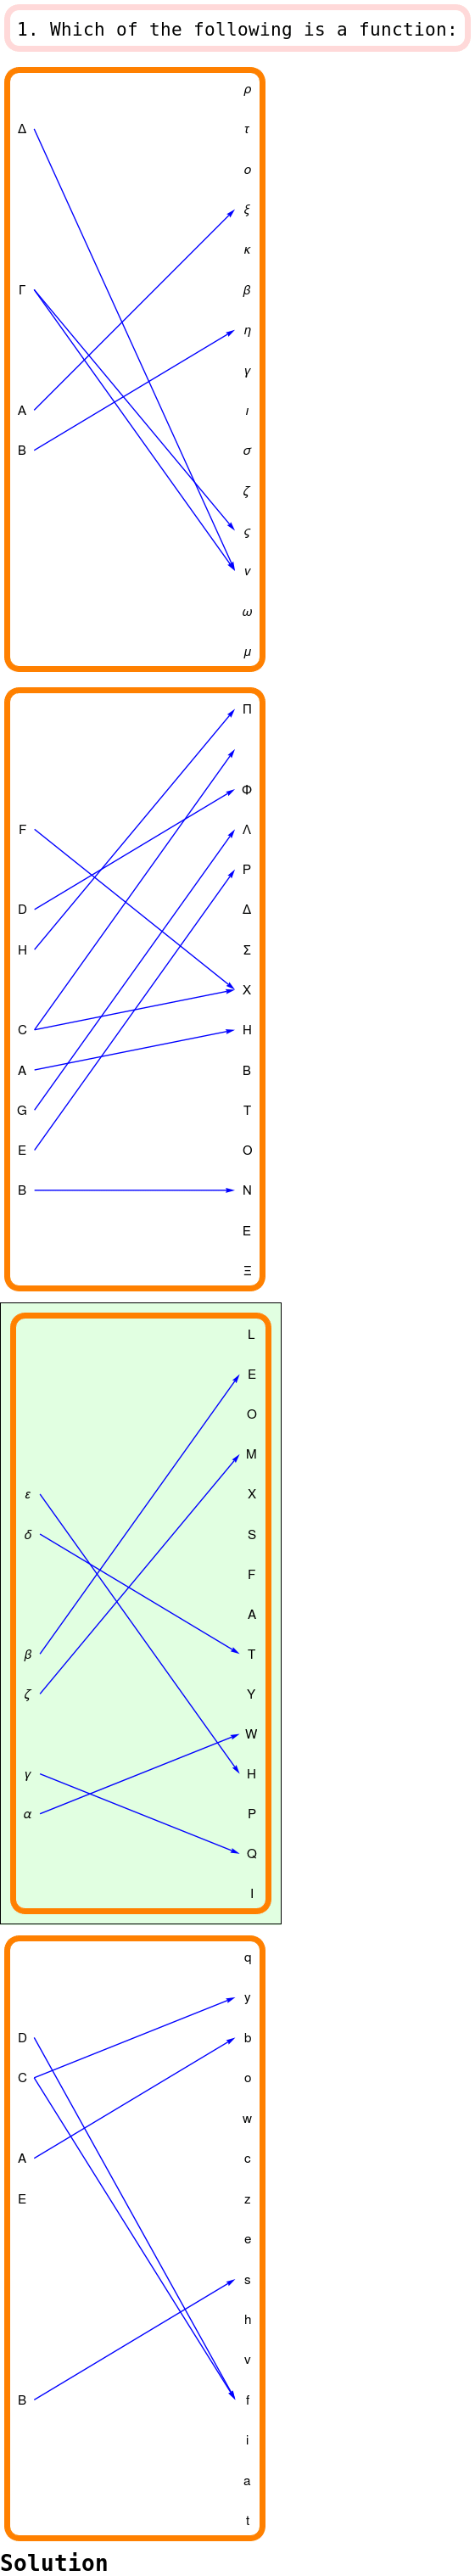 1. Which of the following is a function:
ρ
Δ τ
ο
ξ
κ
Γ β
η
γ
Α ι
Β σ
ζ
ς
ν
ω
μ
Π
Φ
F Λ
Ρ
D Δ
H Σ
Χ
C Η
A Β
G Τ
E Ο
B Ν
Ε
Ξ
L
E
O
M
ε X
δ S
F
A
β T
ζ Y
W
γ H
α P
Q
I
q
y
D b
C o
w
A c
E z
e
s
h
v
B f
i
a
t
Solution